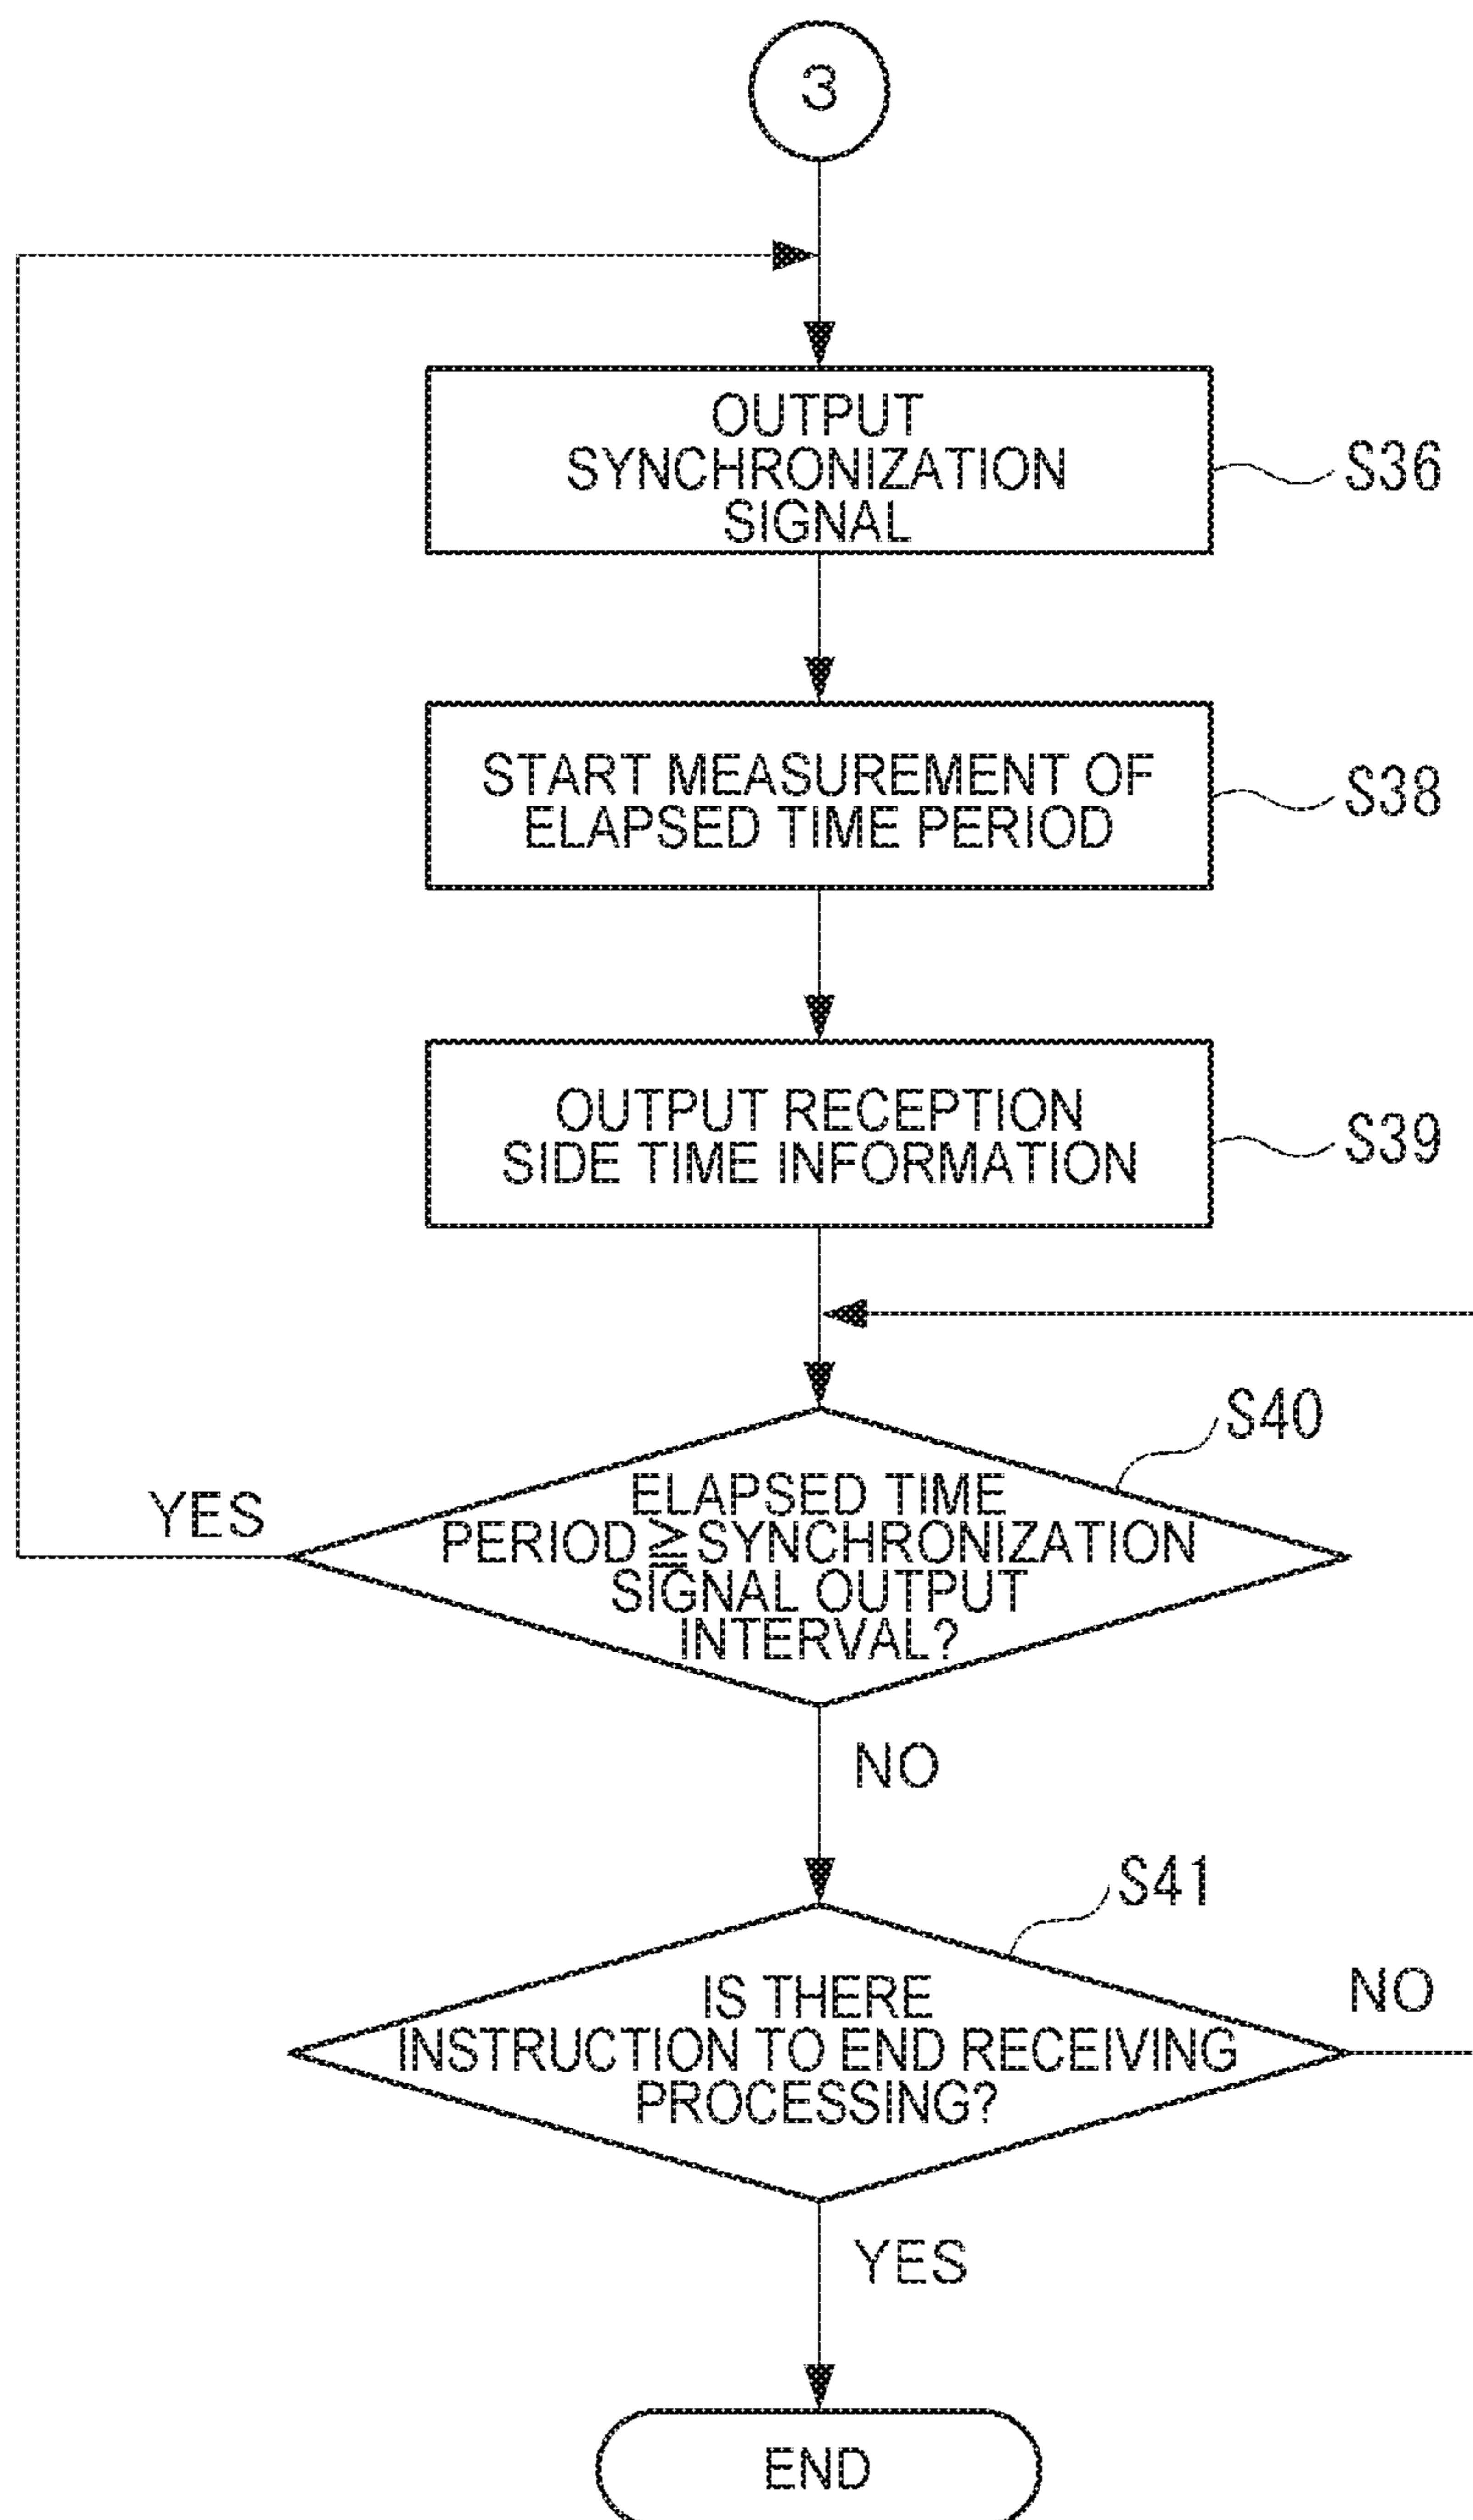 3
OUTPUT
SYNCHRONIZATION
SIGNAL
S36
START MEASUREMENT OF
ELAPSED TIME PERIOD
S38
OUTPUT RECEPTION
SIDE TIME INFORMATION
S39
S40
ELAPSED TIME
PERIOD≧SYNCHRONIZATION
SIGNAL OUTPUT
INTERVAL?
YES
NO
S41
IS THERE
INSTRUCTION TO END RECEIVING
PROCESSING?
NO
YES
END